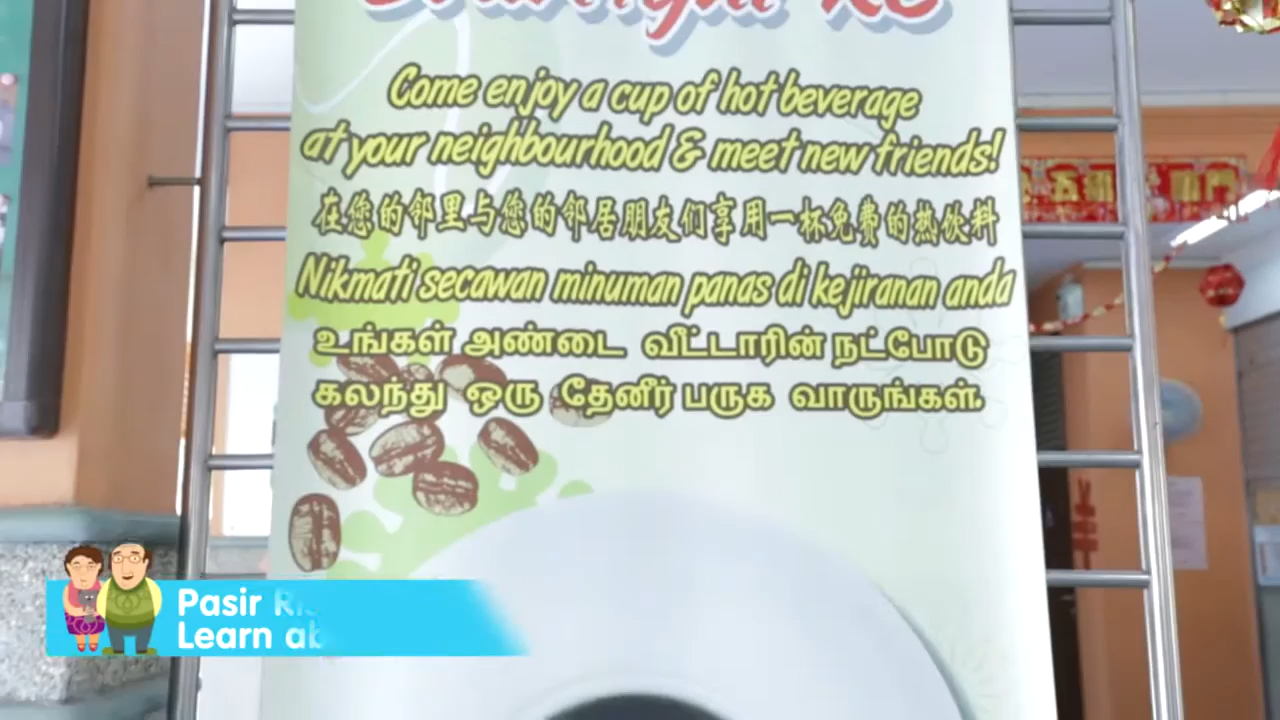 Come enjoy a cup of hot beverage
at your neighbourhood & meet new friends!
在您的邻里与您的邻居朋友们享用一杯免费的热饮料
Nikmati secawan minuman panas di kejiranan anda
உங்கள் அண்டை வீட்டாரின் நட்போடு
கலந்து ஒரு தேனீர் பருக வாருங்கள்.
Pasir
Learn